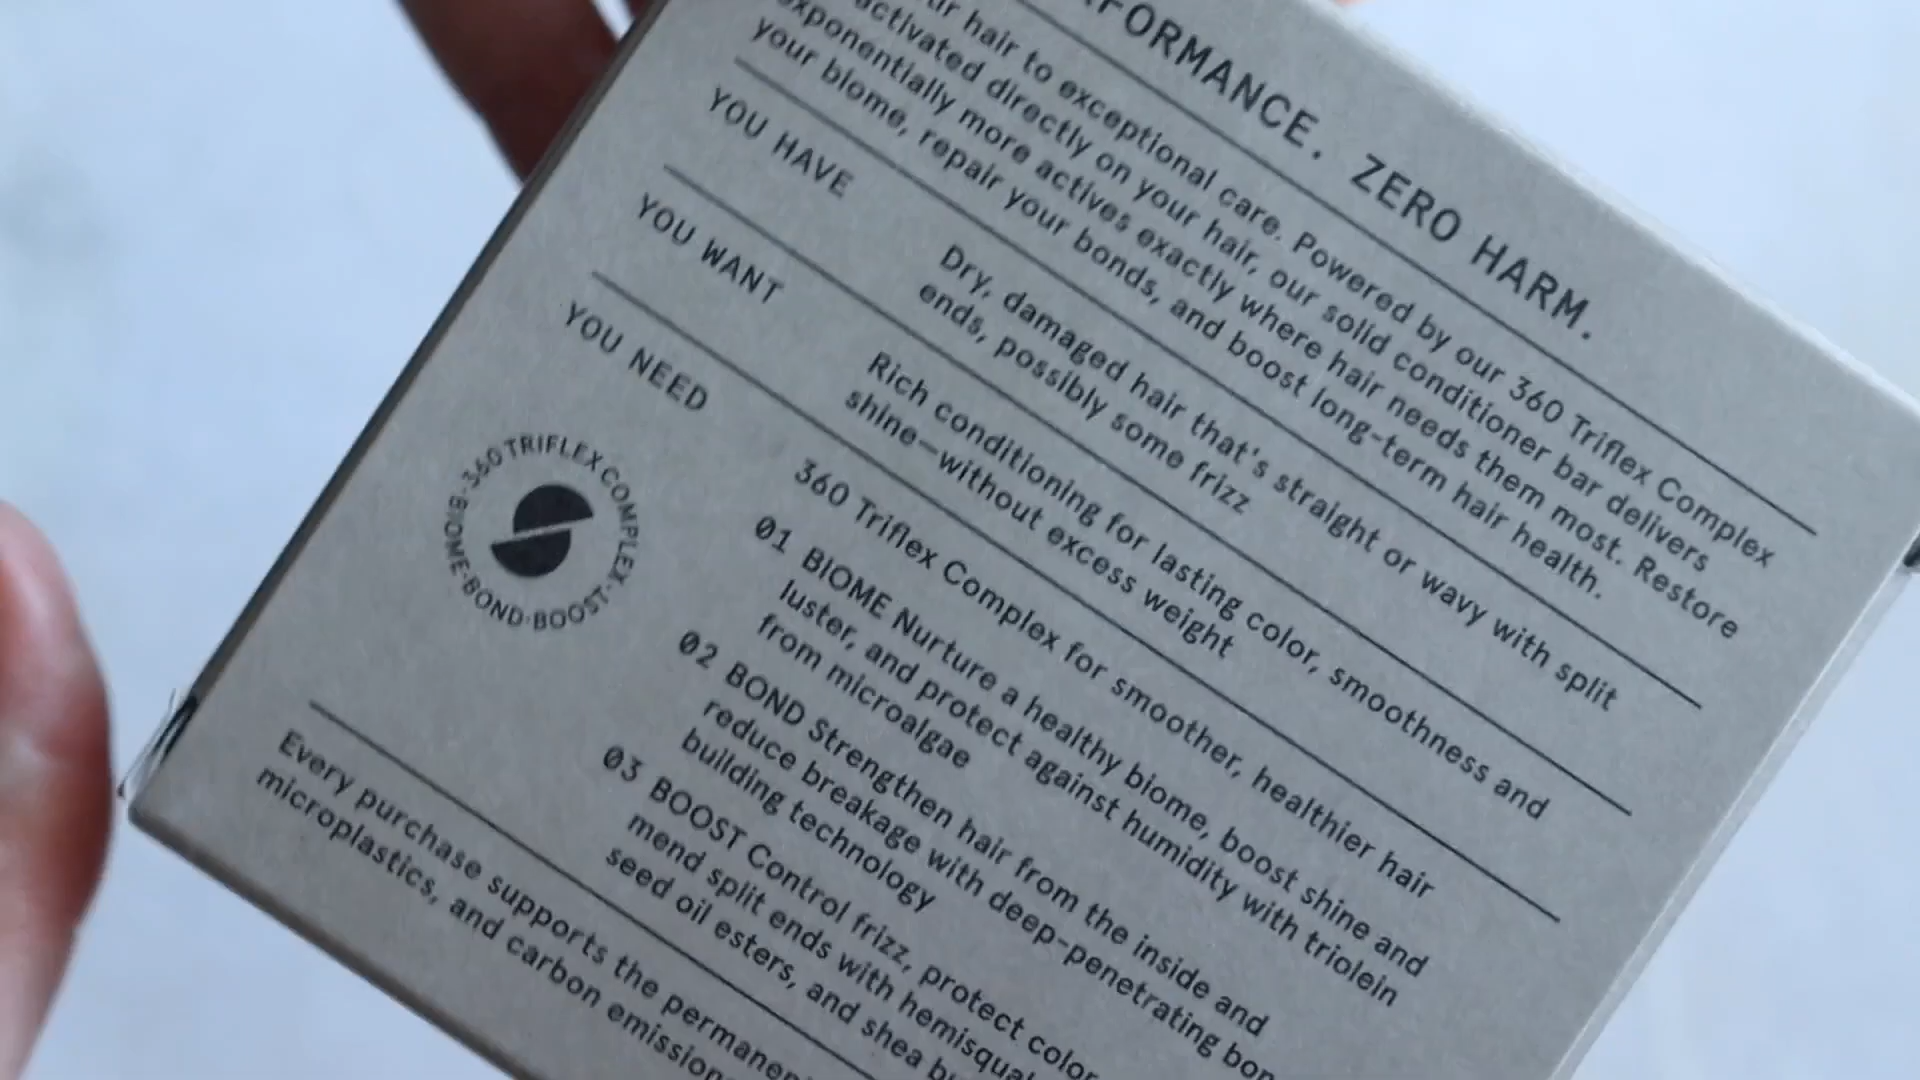 ZERO HARM.
hair to exceptional care. Powered by our 360 Triflex Complex
activated directly on your hair, our solid conditioner bar delivers
exponentially more actives exactly where hair needs them most. Restore
your biome, repair your bonds, and boost long-term hair health.
YOU HAVE
Dry, damaged hair that's straight or wavy with split
ends, possibly some frizz
YOU WANT
Rich conditioning for lasting color, smoothness and
shine—without excess weight
YOU NEED
360 Triflex Complex for smoother, healthier hair
01 BIOME Nurture a healthy biome, boost shine and
luster, and protect against humidity with triolein
from microalgae
02 BOND Strengthen hair from the inside and
reduce breakage with deep-penetrating
building technology
03 BOOST Control frizz, protect color
mend split ends with
seed oil esters, and shea
360 TRIFLEX COMPLEX · BIOME · BOND · BOOST ·
Every purchase supports the
microplastics, and carbon